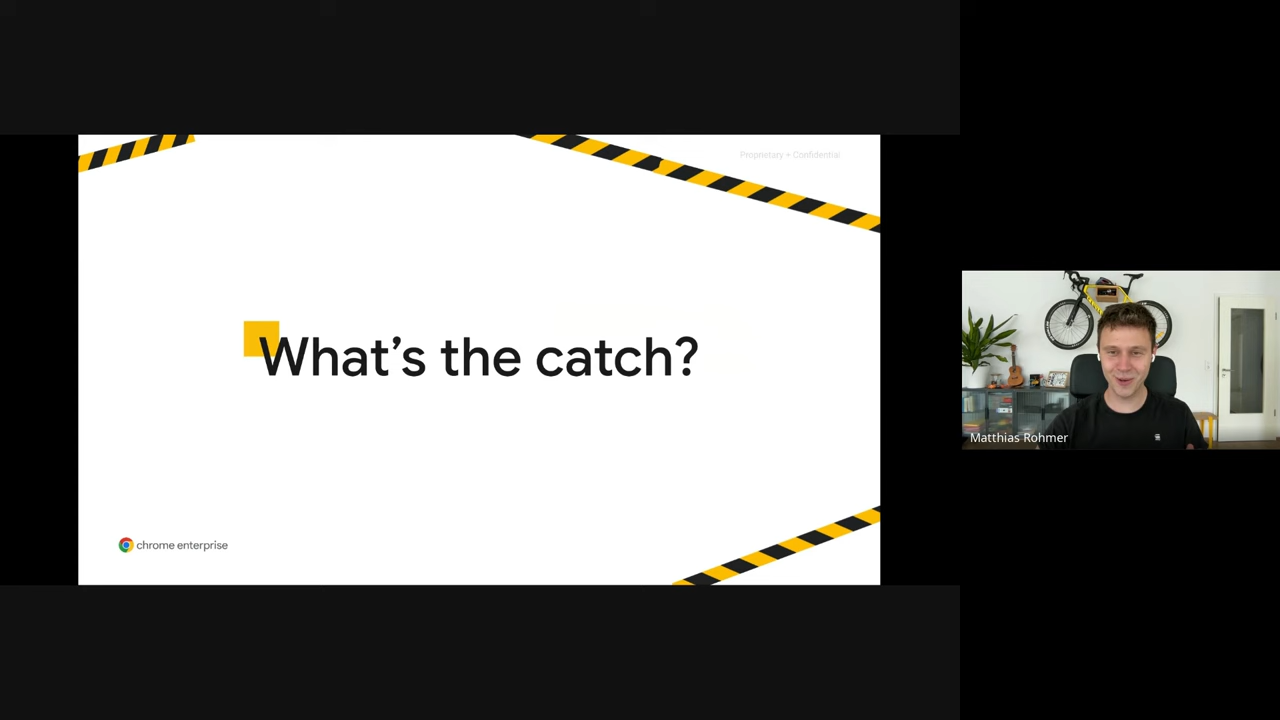 Proprietary + Confidential
What's the catch?
chrome enterprise
Matthias Rohmer